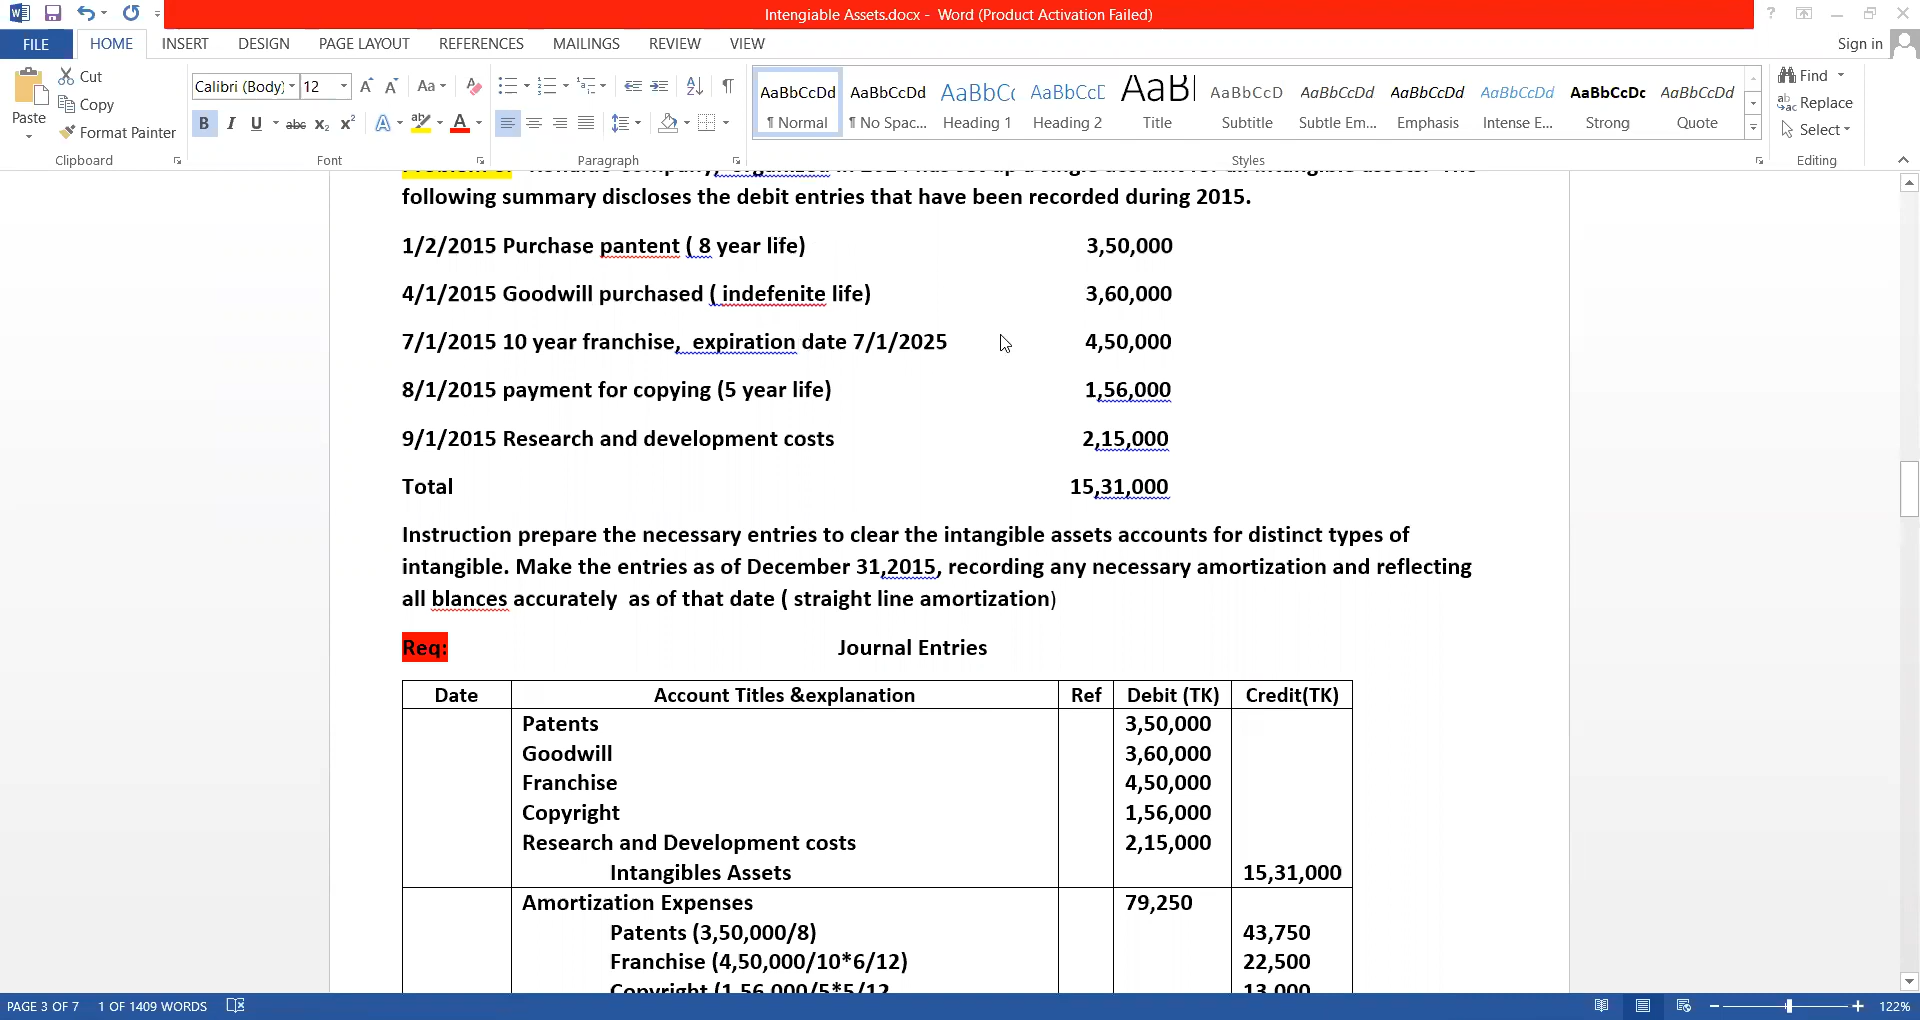 Intengiable Assets.docx - Word (Product Activation Failed)
FILE HOME INSERT DESIGN PAGE LAYOUT REFERENCES MAILINGS REVIEW VIEW Sign in
Paste Cut Copy Format Painter
Calibri (Body) 12
AaBbCcDd AaBbCcDd AaBbCc AaBbCcD AaBl AaBbCcD AaBbCcDd AaBbCcDd AaBbCcDd AaBbCcDc AaBbCcDd
¶ Normal ¶ No Spac... Heading 1 Heading 2 Title Subtitle Subtle Em... Emphasis Intense E... Strong Quote
Find Replace Select
Clipboard Font Paragraph Styles Editing
following summary discloses the debit entries that have been recorded during 2015.
1/2/2015 Purchase pantent ( 8 year life) 3,50,000
4/1/2015 Goodwill purchased ( indefenite life) 3,60,000
7/1/2015 10 year franchise, expiration date 7/1/2025 4,50,000
8/1/2015 payment for copying (5 year life) 1,56,000
9/1/2015 Research and development costs 2,15,000
Total 15,31,000
Instruction prepare the necessary entries to clear the intangible assets accounts for distinct types of
intangible. Make the entries as of December 31,2015, recording any necessary amortization and reflecting
all blances accurately as of that date ( straight line amortization)
Req: Journal Entries
Date Account Titles &explanation Ref Debit (TK) Credit(TK)
Patents 3,50,000
Goodwill 3,60,000
Franchise 4,50,000
Copyright 1,56,000
Research and Development costs 2,15,000
Intangibles Assets 15,31,000
Amortization Expenses 79,250
Patents (3,50,000/8) 43,750
Franchise (4,50,000/10*6/12) 22,500
Copyright (1,56,000/5*5/12 13,000
PAGE 3 OF 7 1 OF 1409 WORDS 122%